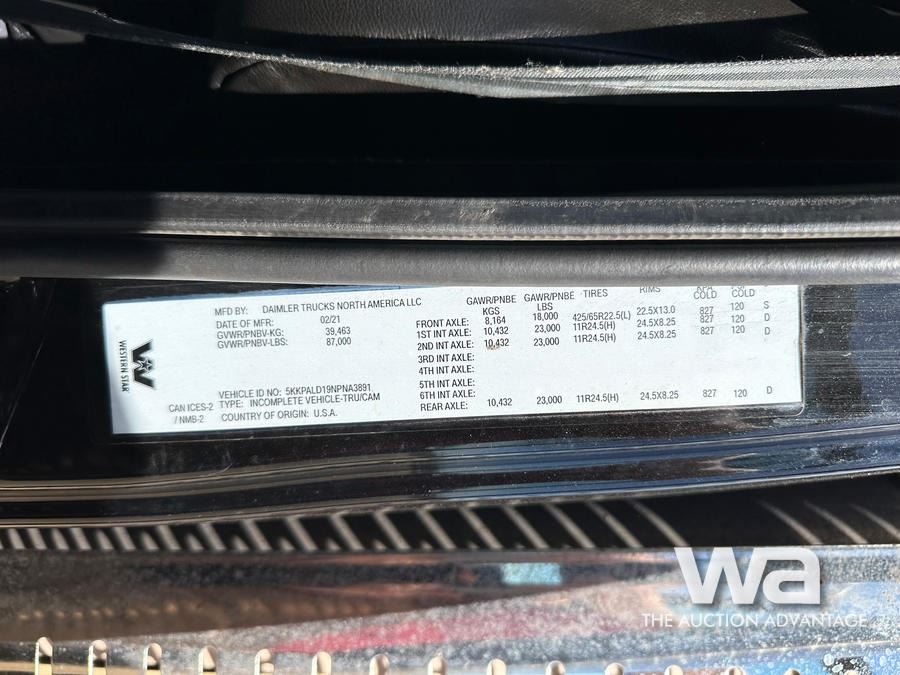 WESTERN STAR
MFD BY: DAIMLER TRUCKS NORTH AMERICA LLC
DATE OF MFR: 02/21
GVWR/PNBV-KG: 39,463
GVWR/PNBV-LBS: 87,000
VEHICLE ID NO: 5KKPALD19NPNA3891
CAN ICES-2 TYPE: INCOMPLETE VEHICLE-TRU/CAM
/ NMB-2 COUNTRY OF ORIGIN: U.S.A.
GAWR/PNBE GAWR/PNBE TIRES RIMS KPA PSI
KGS LBS COLD COLD
FRONT AXLE: 8,164 18,000 425/65R22.5(L) 22.5X13.0 827 120 S
1ST INT AXLE: 10,432 23,000 11R24.5(H) 24.5X8.25 827 120 D
2ND INT AXLE: 10,432 23,000 11R24.5(H) 24.5X8.25 827 120 D
3RD INT AXLE:
4TH INT AXLE:
5TH INT AXLE:
6TH INT AXLE:
REAR AXLE: 10,432 23,000 11R24.5(H) 24.5X8.25 827 120 D
wa
THE AUCTION ADVANTAGE